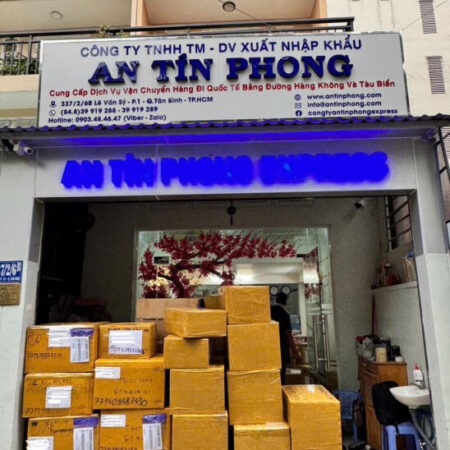 CÔNG TY TNHH TM - DV XUẤT NHẬP KHẨU
AN TÍN PHONG
Cung Cấp Dịch Vụ Vận Chuyển Hàng Đi Quốc Tế Bằng Đường Hàng Không Và Tàu Biển
337/2/68 Lê Văn Sỹ - P.1 - Q.Tân Bình - TP.HCM
(84.8)39 919 286 - 39 919 289
Hotline: 0903.48.46.47 (Viber - Zalo)
www.antinphong.com
info@antinphong.com
congtyantinphongexpress
AN TÍN PHONG EXPRESS